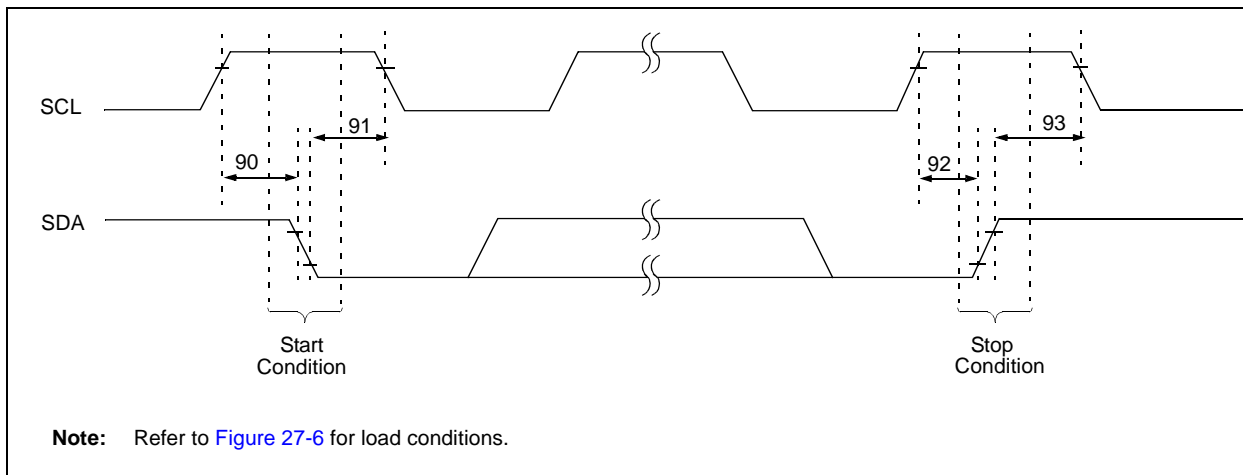 SCL
91
93
90
92
SDA
Start
Condition
Stop
Condition
Note: Refer to Figure 27-6 for load conditions.